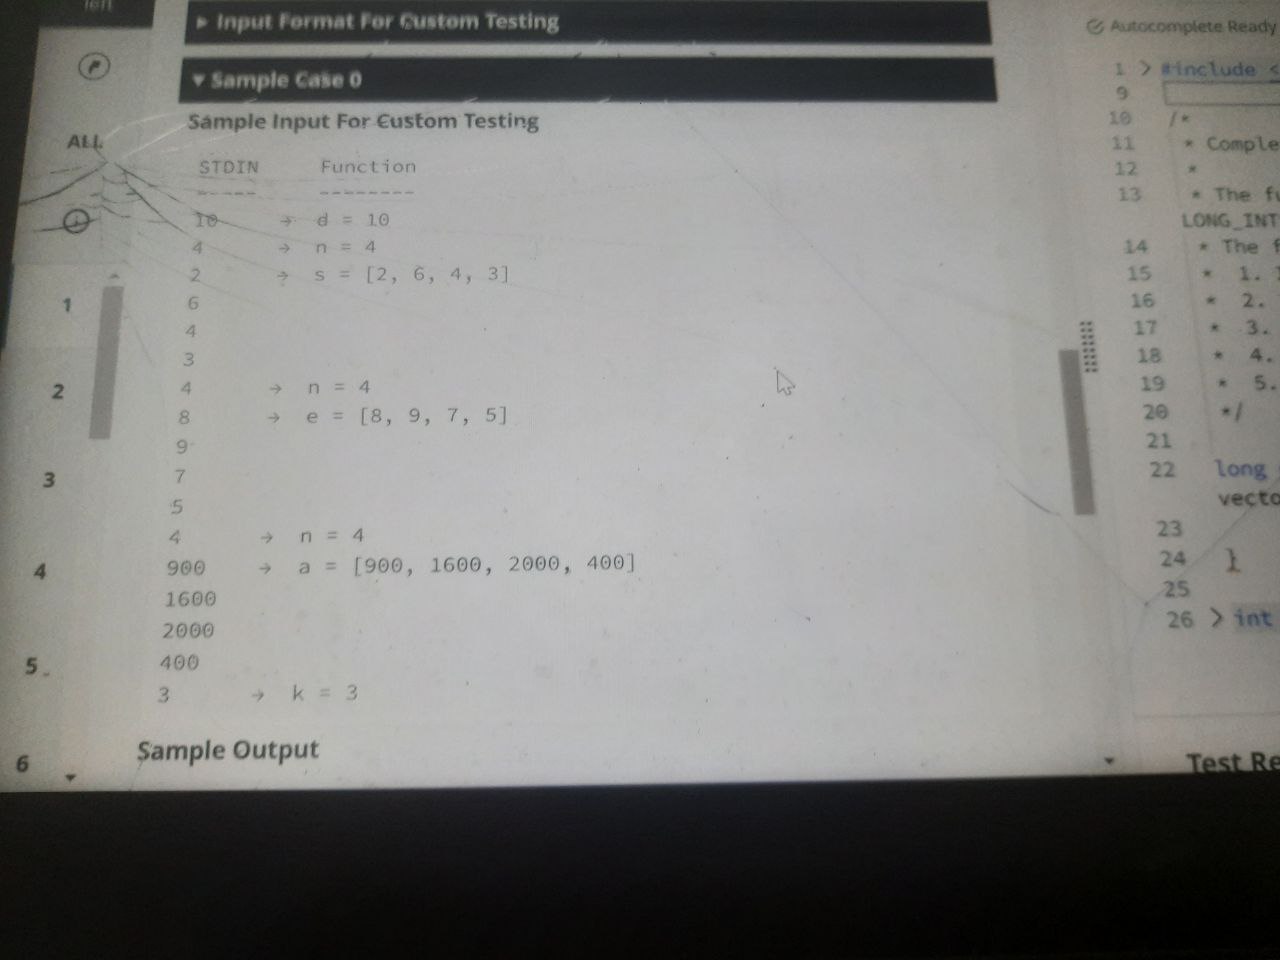 left
▸ Input Format For Custom Testing
▾ Sample Case 0
Sample Input For Custom Testing
ALL
STDIN Function
----- --------
10 → d = 10
4 → n = 4
2 → s = [2, 6, 4, 3]
6
4
3
4 → n = 4
8 → e = [8, 9, 7, 5]
9
7
5
4 → n = 4
900 → a = [900, 1600, 2000, 400]
1600
2000
400
3 → k = 3
Sample Output
1
2
3
4
5
6
Autocomplete Ready
1 > #include <
9
10 /*
11 * Comple
12 *
13 * The fu
LONG_INT
14 * The f
15 * 1.
16 * 2.
17 * 3.
18 * 4.
19 * 5.
20 */
21
22 long
vecto
23
24 }
25
26 > int
Test Re